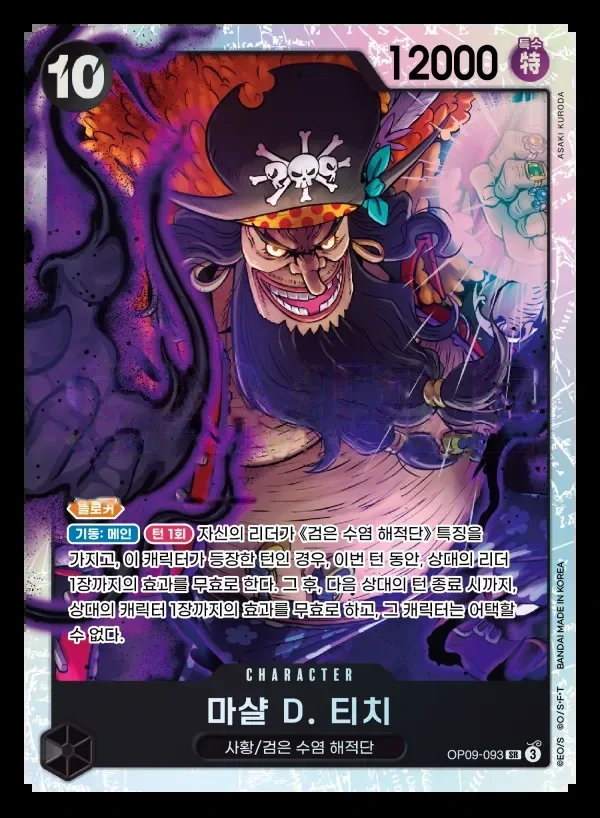 10
12000
특수
特
ASAKI KURODA
블로커
기동: 메인 턴 1회 자신의 리더가 《검은 수염 해적단》 특징을
가지고, 이 캐릭터가 등장한 턴인 경우, 이번 턴 동안, 상대의 리더
1장까지의 효과를 무효로 한다. 그 후, 다음 상대의 턴 종료 시까지,
상대의 캐릭터 1장까지의 효과를 무효로 하고, 그 캐릭터는 어택할
수 없다.
CHARACTER
마샬 D. 티치
사황/검은 수염 해적단
OP09-093 SR 3
©EO/S ©O/S·F·T BANDAI MADE IN KOREA